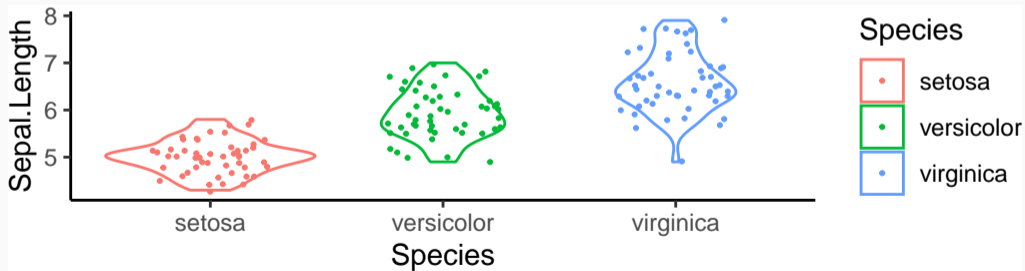 Sepal.Length
8
7
6
5
setosa
versicolor
virginica
Species
Species
setosa
versicolor
virginica